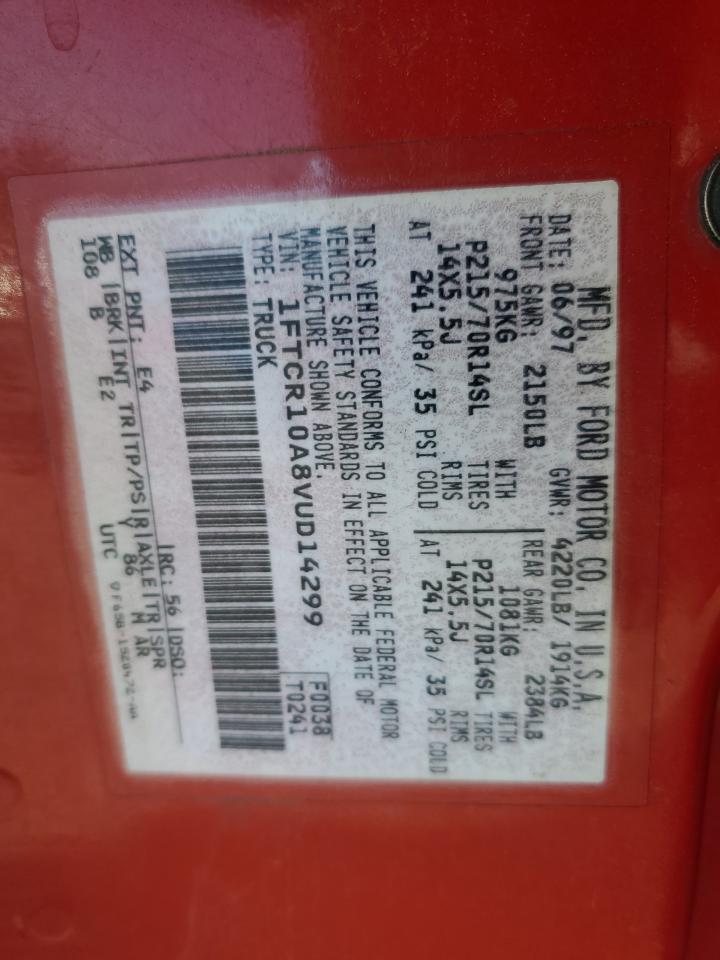 MFD. BY FORD MOTOR CO. IN U.S.A.
DATE: 06/97 GVWR: 4220LB/ 1914KG
FRONT GAWR: 2150LB REAR GAWR: 2384LB
975KG WITH 1081KG WITH
P215/70R14SL TIRES P215/70R14SL TIRES
14X5.5J RIMS 14X5.5J RIMS
AT 241 kPa/ 35 PSI COLD AT 241 kPa/ 35 PSI COLD
THIS VEHICLE CONFORMS TO ALL APPLICABLE FEDERAL MOTOR
VEHICLE SAFETY STANDARDS IN EFFECT ON THE DATE OF
MANUFACTURE SHOWN ABOVE.
VIN: 1FTCR10A8VUD14299 F0038
TYPE: TRUCK T0241
EXT PNT: E4 RC: 56 DSO:
WB BRK INT TR TP/PS R AXLE TR SPR
108 B E2 Y 86 M AR
UTC